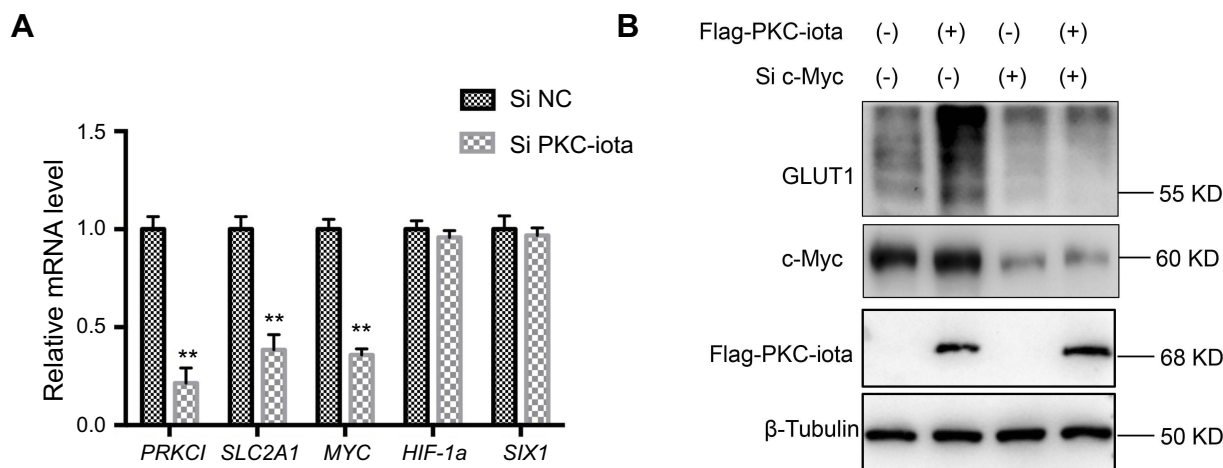 A
Si NC
Si PKC-iota
Relative mRNA level
1.5
1.0
0.5
0.0
**
**
**
PRKCI SLC2A1 MYC HIF-1a SIX1
B
Flag-PKC-iota (-) (+) (-) (+)
Si c-Myc (-) (-) (+) (+)
GLUT1
55 KD
c-Myc
60 KD
Flag-PKC-iota
68 KD
β-Tubulin
50 KD